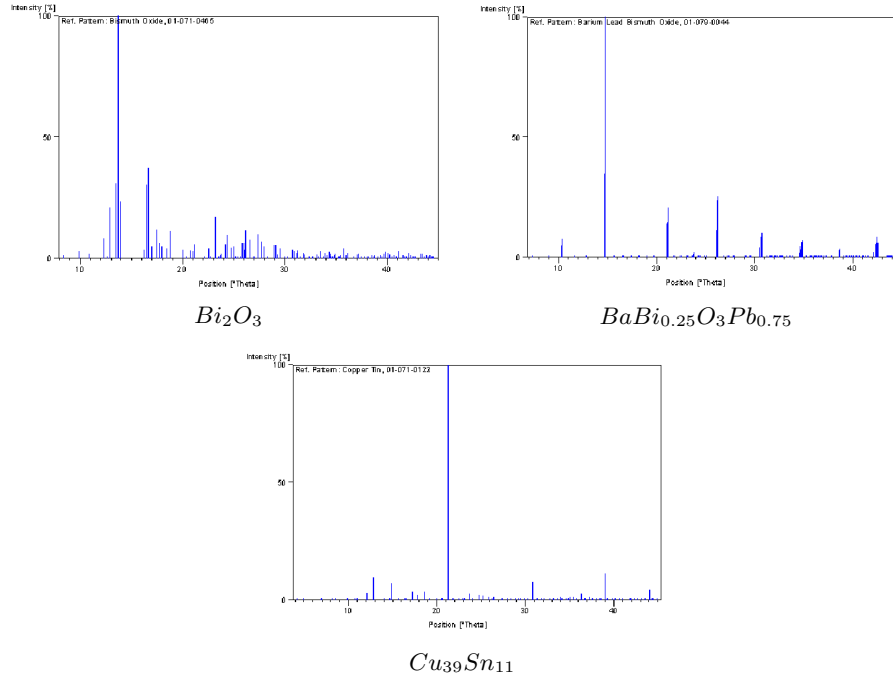 Intensity [%]
Ref. Pattern: Bismuth Oxide, 01-071-0465
100
50
0
10 20 30 40
Position [°Theta]
Bi₂O₃
Intensity [%]
Ref. Pattern: Barium Lead Bismuth Oxide, 01-079-0044
100
50
0
10 20 30 40
Position [°Theta]
BaBi₀.₂₅O₃Pb₀.₇₅
Intensity [%]
Ref. Pattern: Copper Tin, 01-071-0122
100
50
0
10 20 30 40
Position [°Theta]
Cu₃₉Sn₁₁